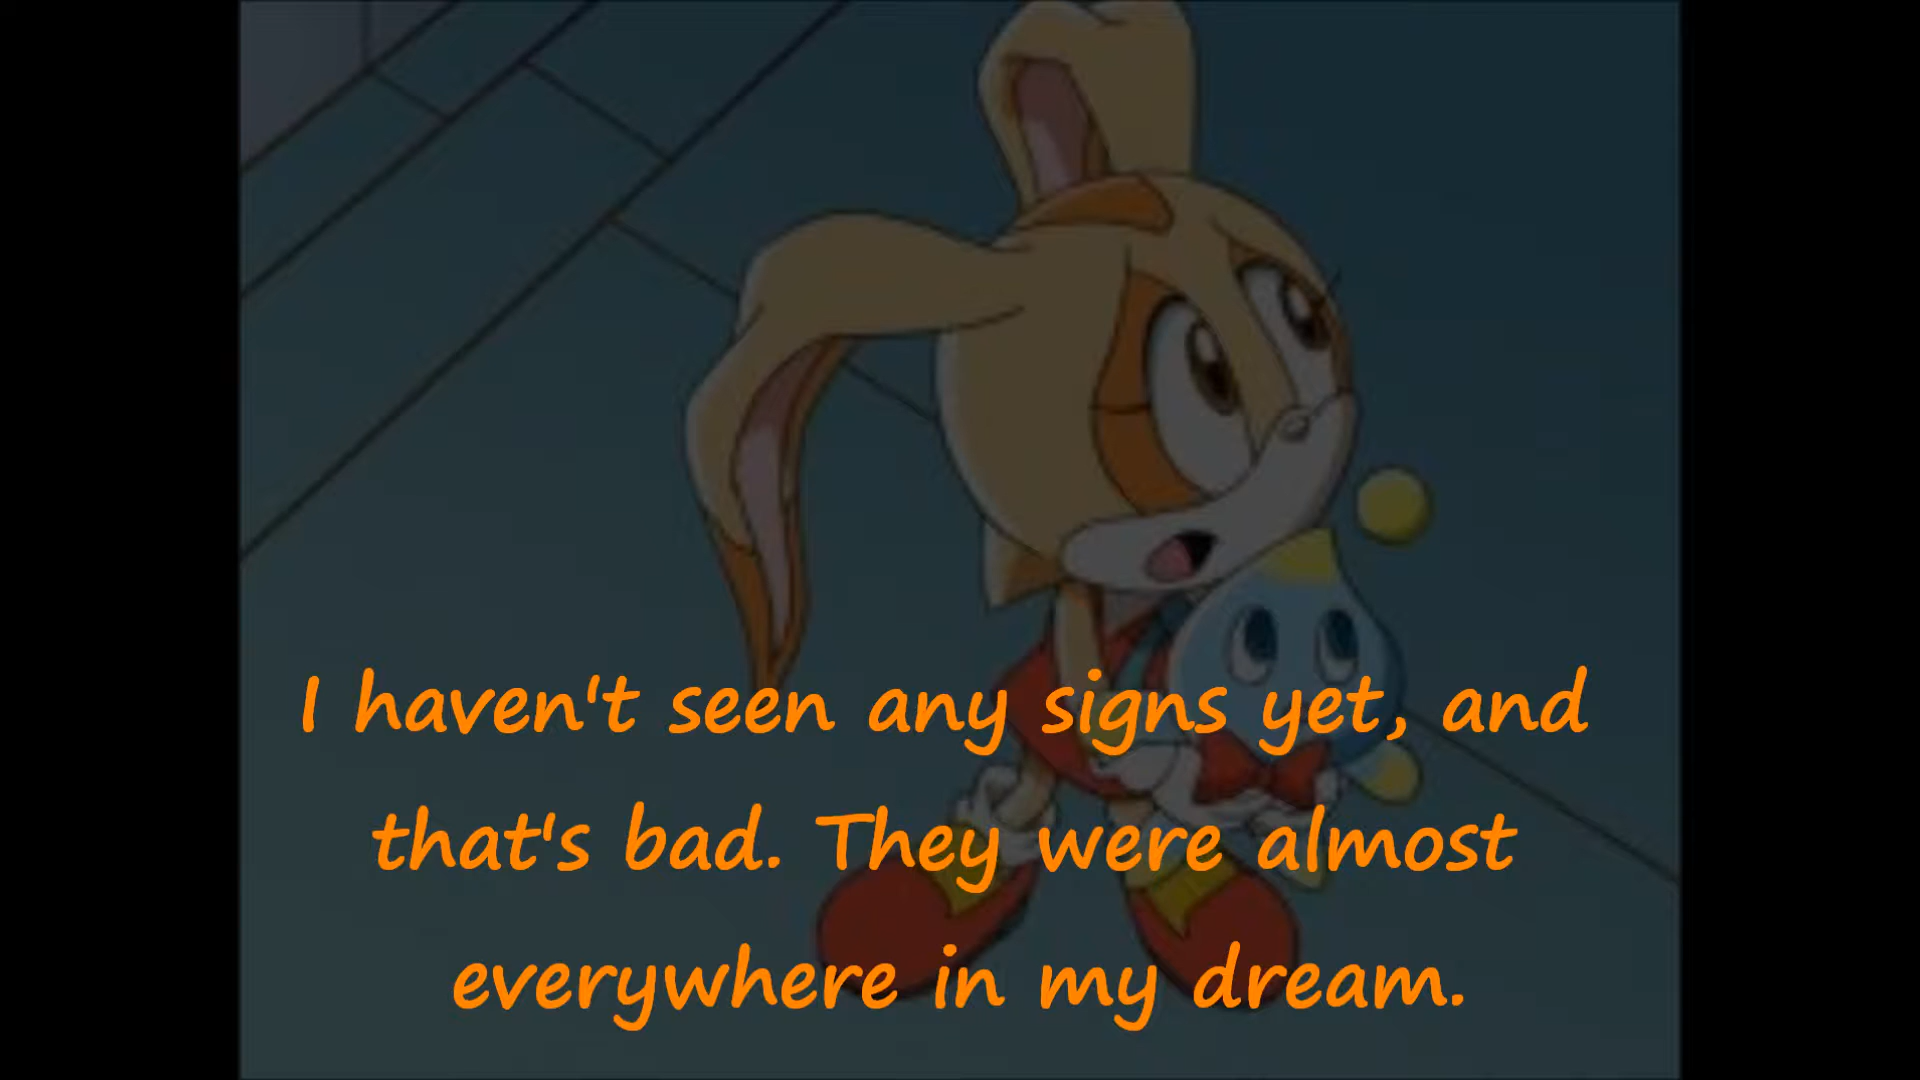 I haven't seen any signs yet, and
that's bad. They were almost
everywhere in my dream.